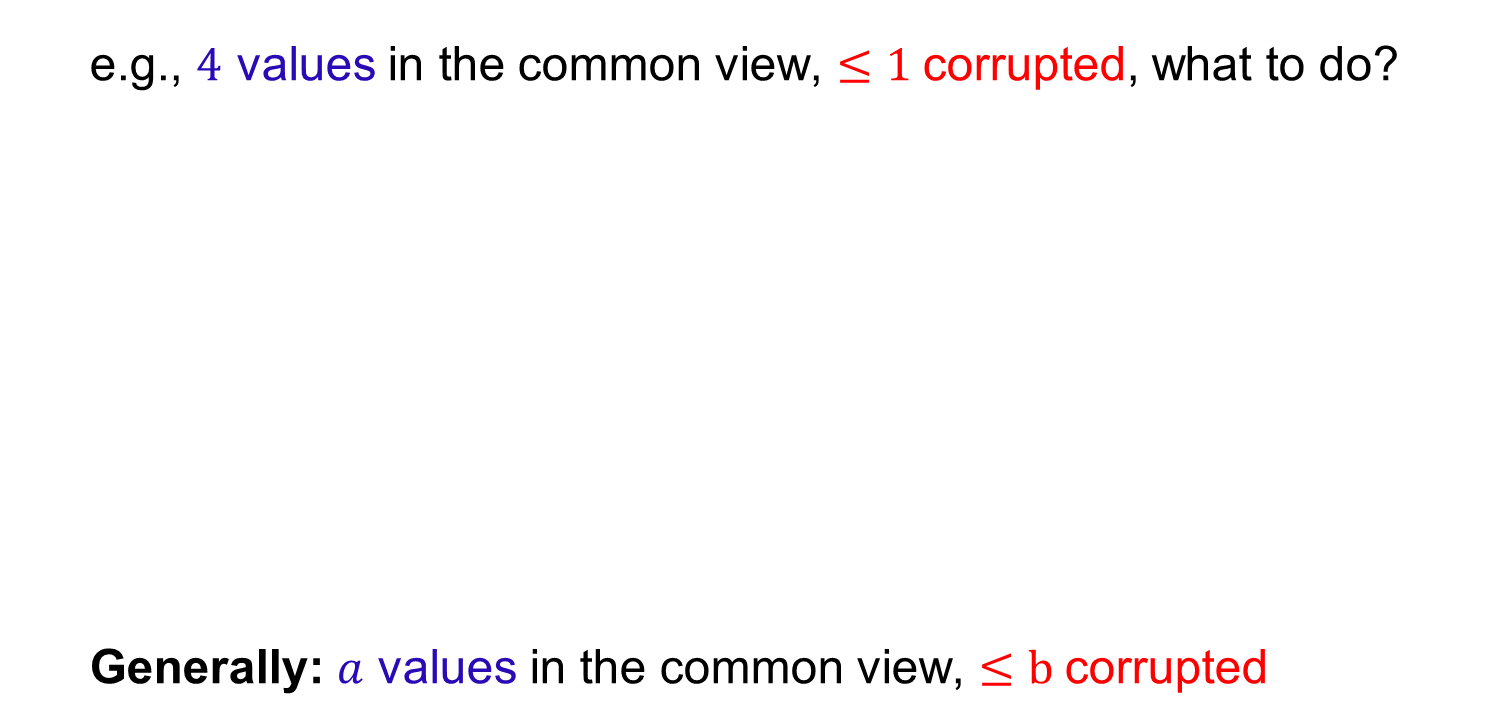 e.g., 4 values in the common view, ≤ 1 corrupted, what to do?
Generally: a values in the common view, ≤ b corrupted